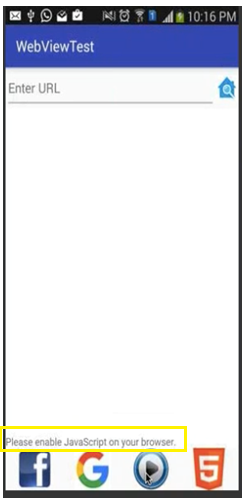 10:16 PM
WebViewTest
Enter URL
Please enable JavaScript on your browser.